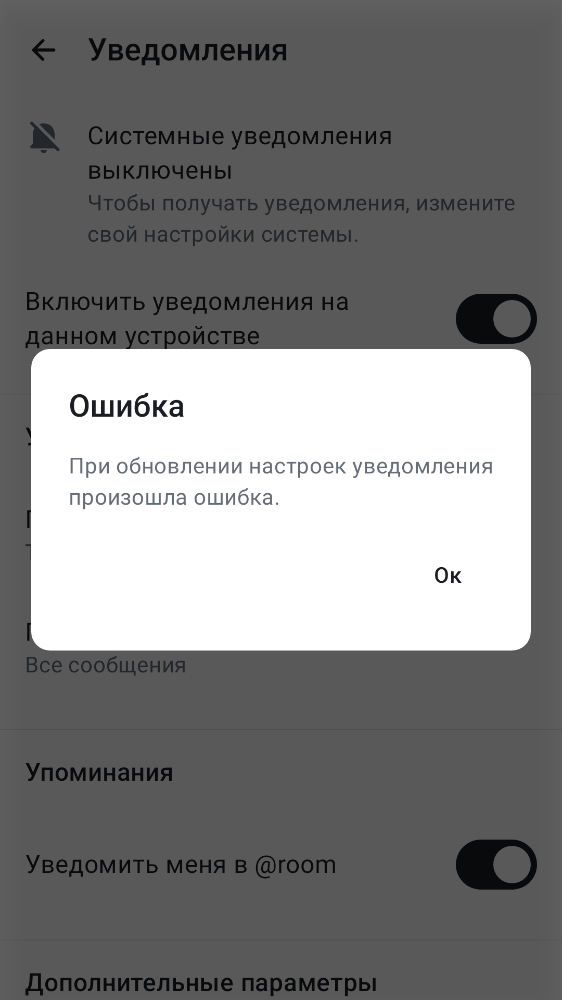 Уведомления
Системные уведомления
выключены
Чтобы получать уведомления, измените
свой настройки системы.
Включить уведомления на
данном устройстве
Ошибка
При обновлении настроек уведомления
произошла ошибка.
Ок
Все сообщения
Упоминания
Уведомить меня в @room
Дополнительные параметры